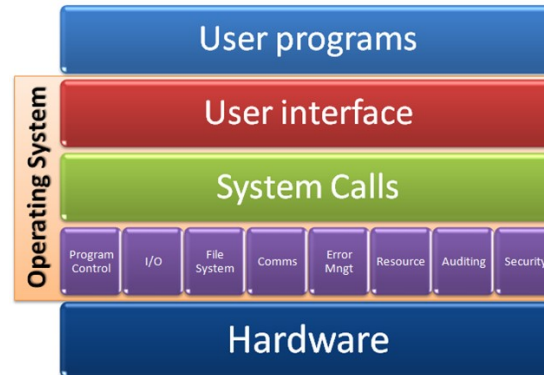 User programs
Operating System
User interface
System Calls
Program
Control
I/O
File
System
Comms
Error
Mngt
Resource
Auditing
Security
Hardware